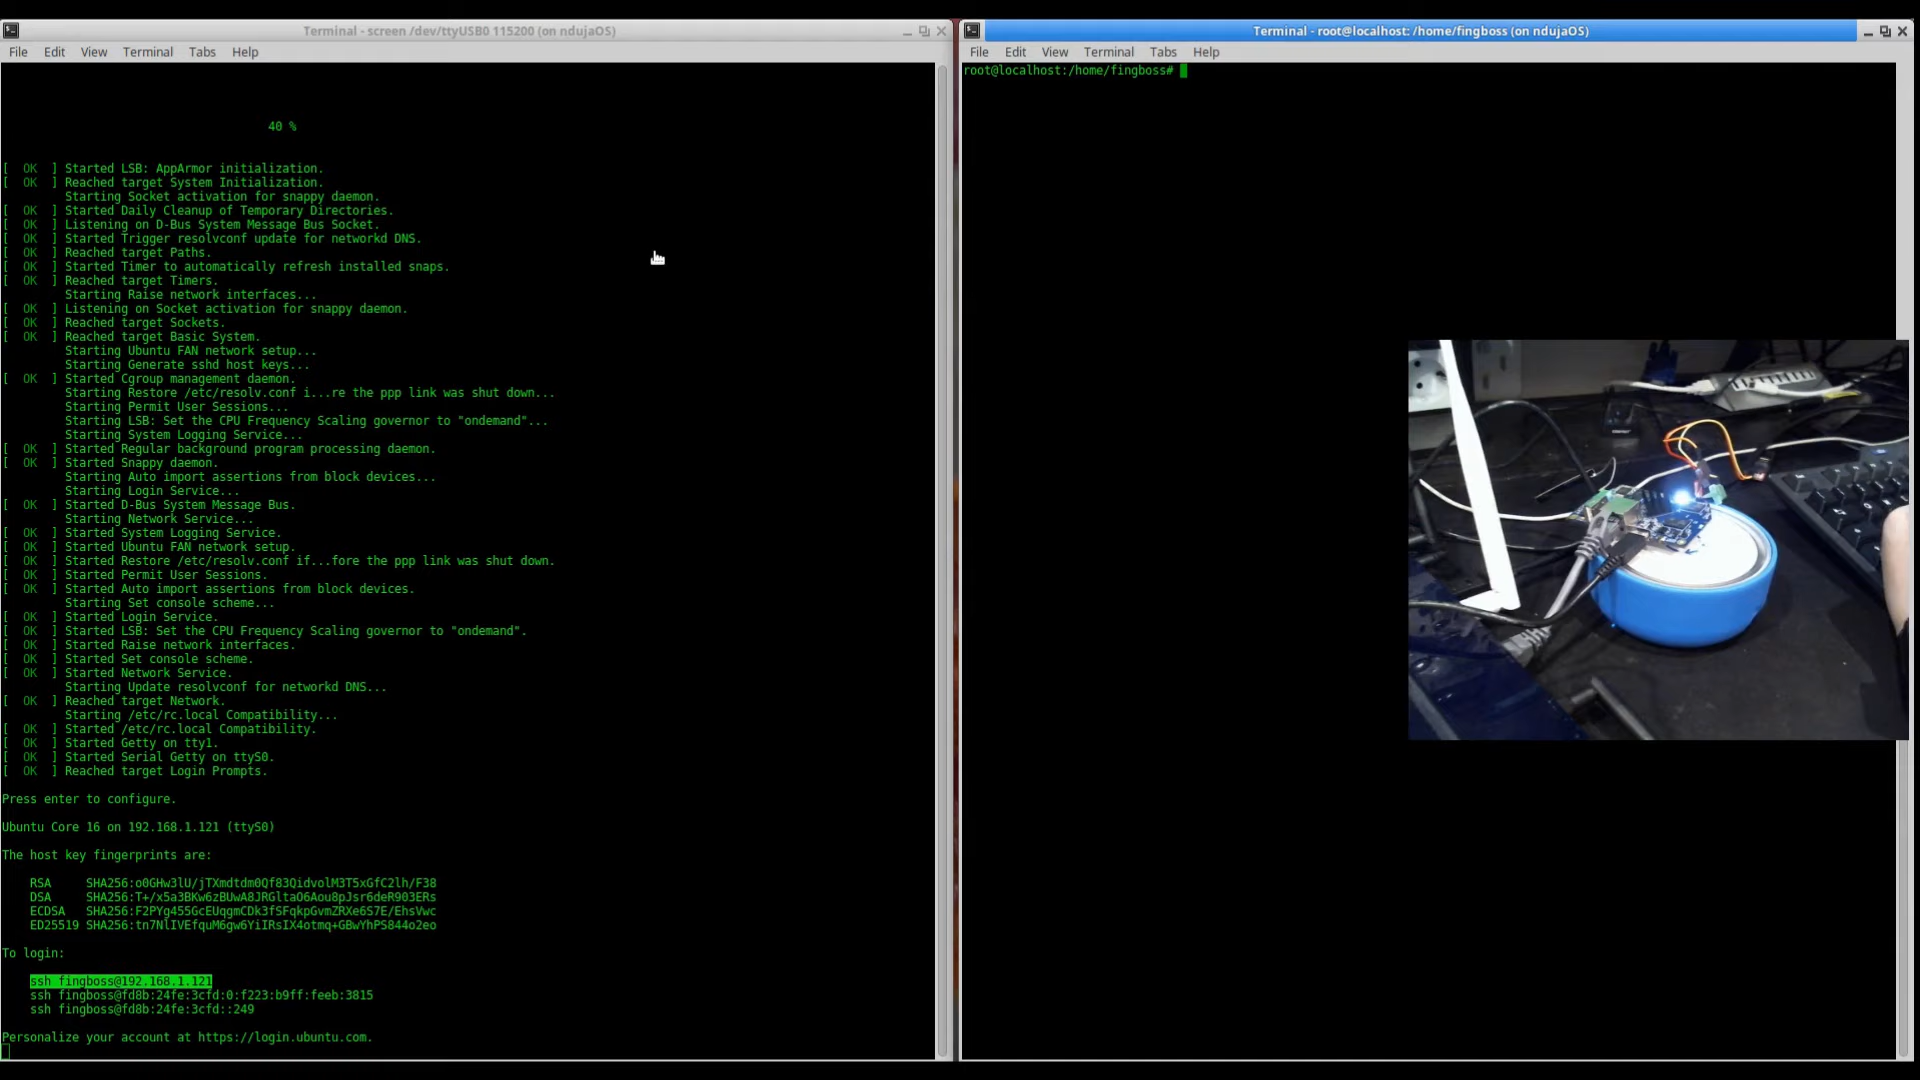 Terminal - screen /dev/ttyUSB0 115200 (on ndujaOS)
File Edit View Terminal Tabs Help
40 %
[ OK ] Started LSB: AppArmor initialization.
[ OK ] Reached target System Initialization.
Starting Socket activation for snappy daemon.
[ OK ] Started Daily Cleanup of Temporary Directories.
[ OK ] Listening on D-Bus System Message Bus Socket.
[ OK ] Started Trigger resolvconf update for networkd DNS.
[ OK ] Reached target Paths.
[ OK ] Started Timer to automatically refresh installed snaps.
[ OK ] Reached target Timers.
Starting Raise network interfaces...
[ OK ] Listening on Socket activation for snappy daemon.
[ OK ] Reached target Sockets.
[ OK ] Reached target Basic System.
Starting Ubuntu FAN network setup...
Starting Generate sshd host keys...
[ OK ] Started Cgroup management daemon.
Starting Restore /etc/resolv.conf i...re the ppp link was shut down...
Starting Permit User Sessions...
Starting LSB: Set the CPU Frequency Scaling governor to "ondemand"...
Starting System Logging Service...
[ OK ] Started Regular background program processing daemon.
[ OK ] Started Snappy daemon.
Starting Auto import assertions from block devices...
Starting Login Service...
[ OK ] Started D-Bus System Message Bus.
Starting Network Service...
[ OK ] Started System Logging Service.
[ OK ] Started Ubuntu FAN network setup.
[ OK ] Started Restore /etc/resolv.conf if...fore the ppp link was shut down.
[ OK ] Started Permit User Sessions.
[ OK ] Started Auto import assertions from block devices.
Starting Set console scheme...
[ OK ] Started Login Service.
[ OK ] Started LSB: Set the CPU Frequency Scaling governor to "ondemand".
[ OK ] Started Raise network interfaces.
[ OK ] Started Set console scheme.
[ OK ] Started Network Service.
Starting Update resolvconf for networkd DNS...
[ OK ] Reached target Network.
Starting /etc/rc.local Compatibility...
[ OK ] Started /etc/rc.local Compatibility.
[ OK ] Started Getty on tty1.
[ OK ] Started Serial Getty on ttyS0.
[ OK ] Reached target Login Prompts.
Press enter to configure.
Ubuntu Core 16 on 192.168.1.121 (ttyS0)
The host key fingerprints are:
RSA SHA256:o0GHw3lU/jTXmdtdm0Qf83QidvolM3T5xGfC2lh/F38
DSA SHA256:T+/x5a3BKw6zBUwA8JRGltaO6Aou8pJsr6deR903ERs
ECDSA SHA256:F2PYg455GcEUqgmCDk3fSFqkpGvmZRXe6S7E/EhsVwc
ED25519 SHA256:tn7NlIVEfquM6gw6YiIRsIX4otmq+GBwYhPS844o2eo
To login:
ssh fingboss@192.168.1.121
ssh fingboss@fd8b:24fe:3cfd:0:f223:b9ff:feeb:3815
ssh fingboss@fd8b:24fe:3cfd::249
Personalize your account at https://login.ubuntu.com.
Terminal - root@localhost: /home/fingboss (on ndujaOS)
File Edit View Terminal Tabs Help
root@localhost:/home/fingboss#